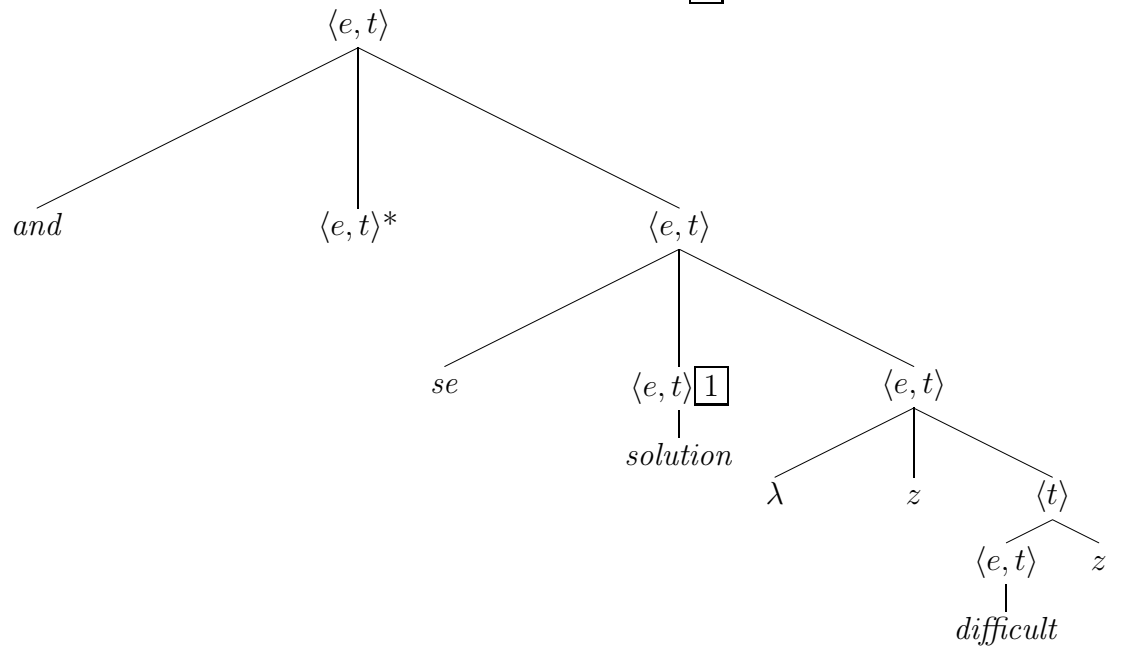 ⟨e, t⟩
and ⟨e, t⟩* ⟨e, t⟩
se ⟨e, t⟩ 1 ⟨e, t⟩
solution
λ z ⟨t⟩
⟨e, t⟩ z
difficult